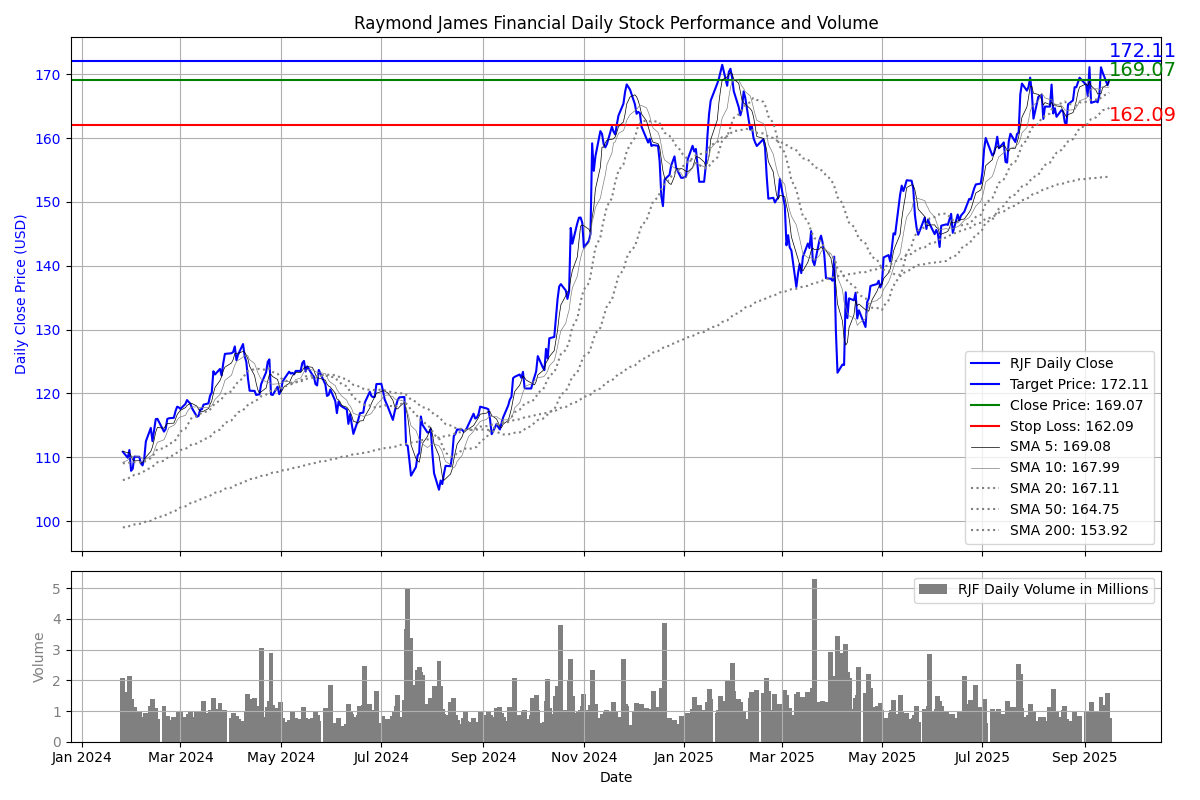 Raymond James Financial Daily Stock Performance and Volume
172.11
169.07
162.09
170
160
150
140
130
120
110
100
Daily Close Price (USD)
RJF Daily Close
Target Price: 172.11
Close Price: 169.07
Stop Loss: 162.09
SMA 5: 169.08
SMA 10: 167.99
SMA 20: 167.11
SMA 50: 164.75
SMA 200: 153.92
5
4
3
2
1
0
Volume
RJF Daily Volume in Millions
Jan 2024 Mar 2024 May 2024 Jul 2024 Sep 2024 Nov 2024 Jan 2025 Mar 2025 May 2025 Jul 2025 Sep 2025
Date